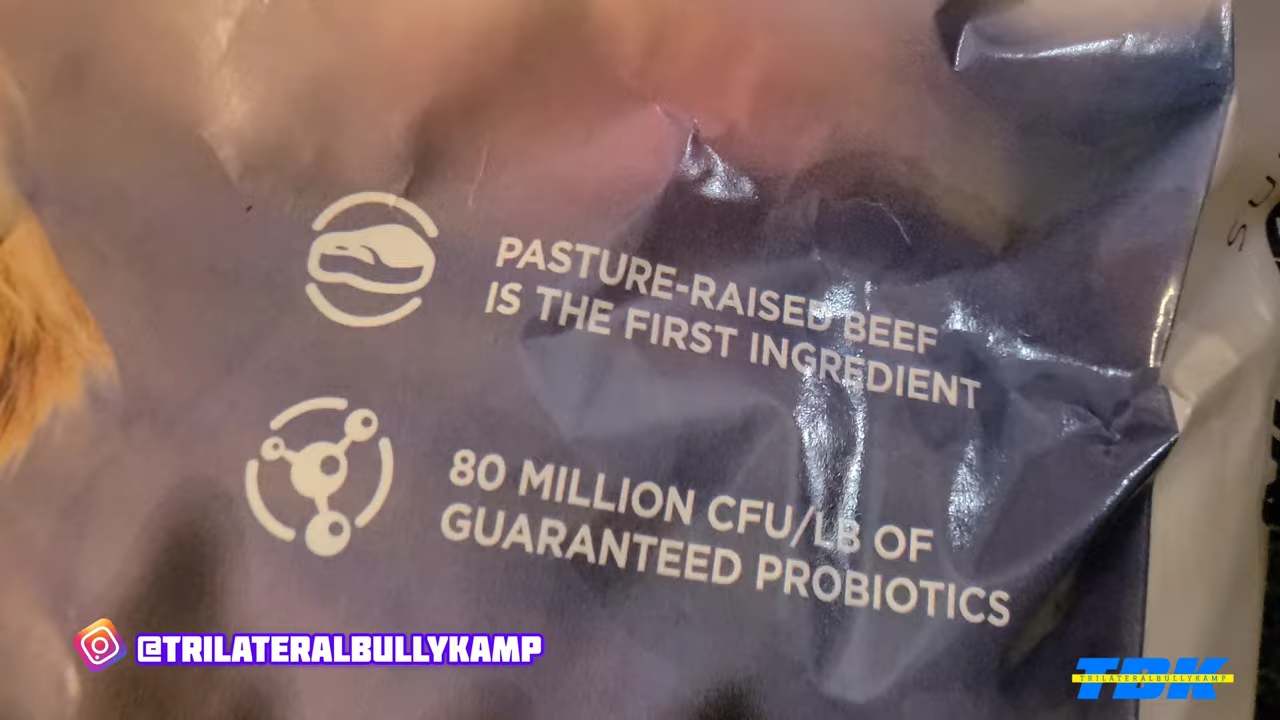 PASTURE-RAISED BEEF
IS THE FIRST INGREDIENT
80 MILLION CFU/LB OF
GUARANTEED PROBIOTICS
@TRILATERALBULLYKAMP
TBK
TRILATERALBULLYKAMP